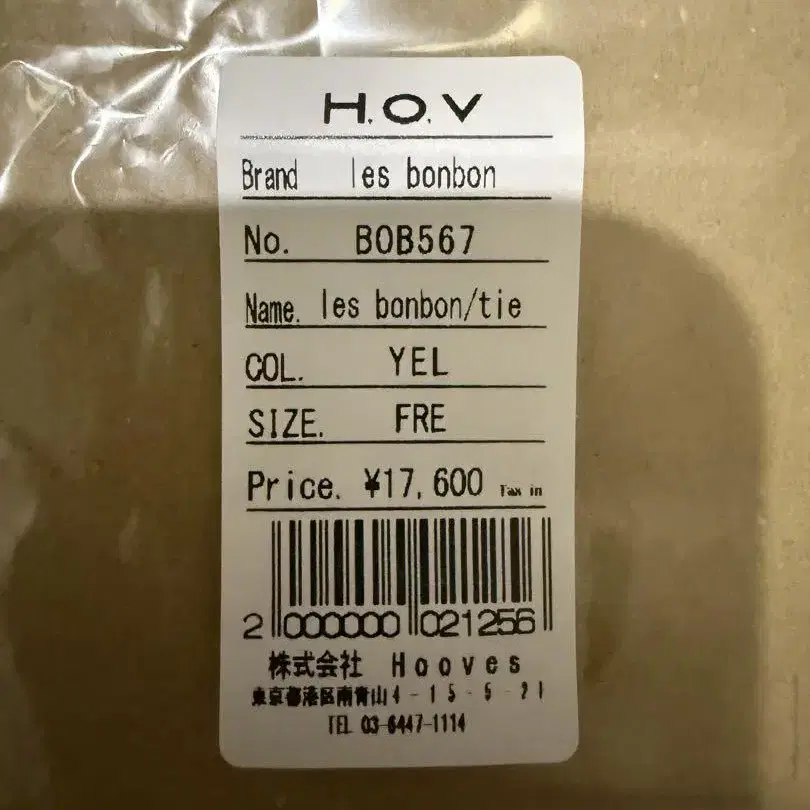 H.O.V
Brand les bonbon
No. BOB567
Name. les bonbon/tie
COL. YEL
SIZE. FRE
Price. ¥17,600 Tax in
2 000000 021256
株式会社 Hooves
東京都港区南青山4-15-5-21
TEL 03-6447-1114